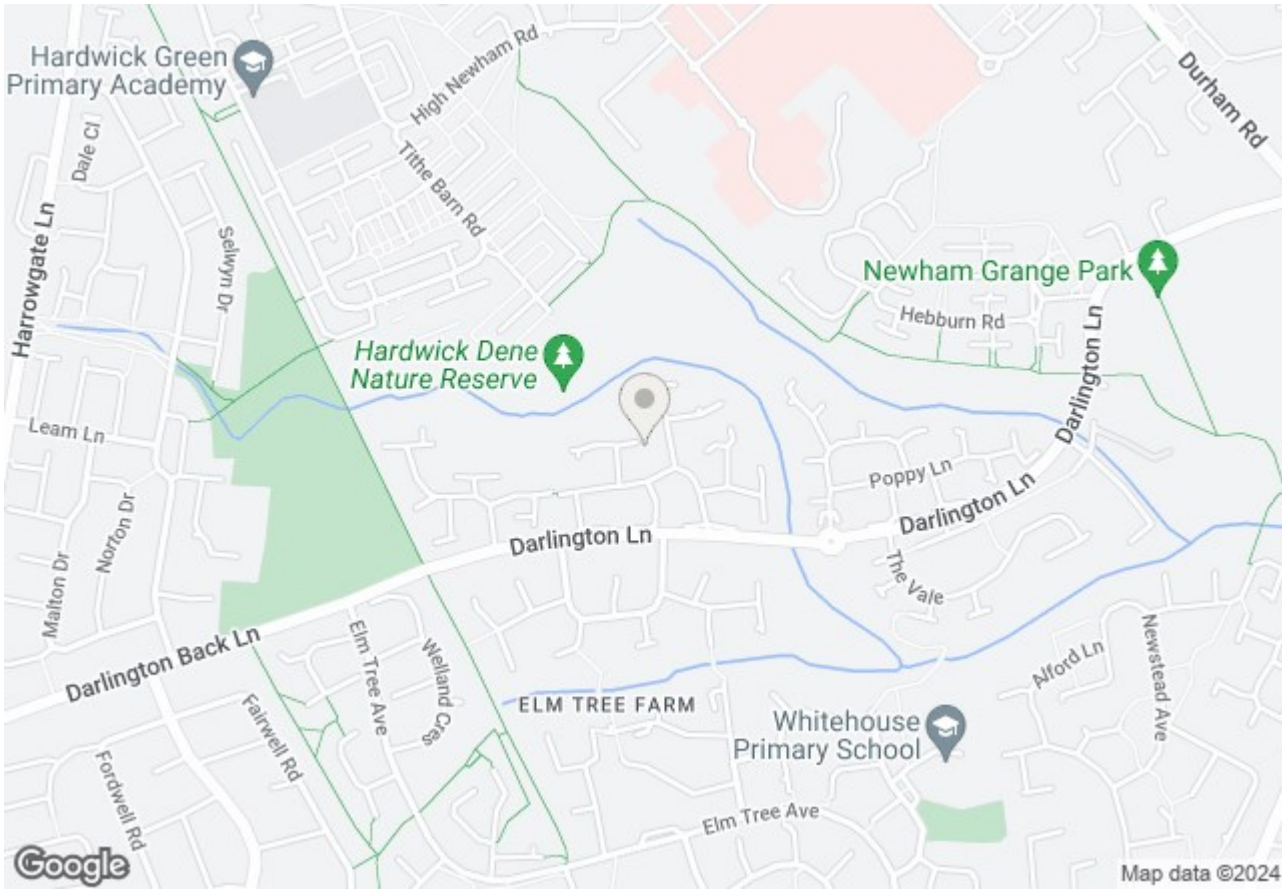 Hardwick Green
Primary Academy
High Newham Rd
Durham Rd
Dale Cl
Tithe Barn Rd
Harrowgate Ln
Selwyn Dr
Newham Grange Park
Hebburn Rd
Hardwick Dene
Nature Reserve
Darlington Ln
Leam Ln
Poppy Ln
Norton Dr
Darlington Ln
Darlington Ln
Malton Dr
The Vale
Elm Tree Ave
Welland Cres
Darlington Back Ln
Alford Ln
Newstead Ave
ELM TREE FARM
Fairwell Rd
Whitehouse
Primary School
Fordwell Rd
Elm Tree Ave
Google
Map data ©2024